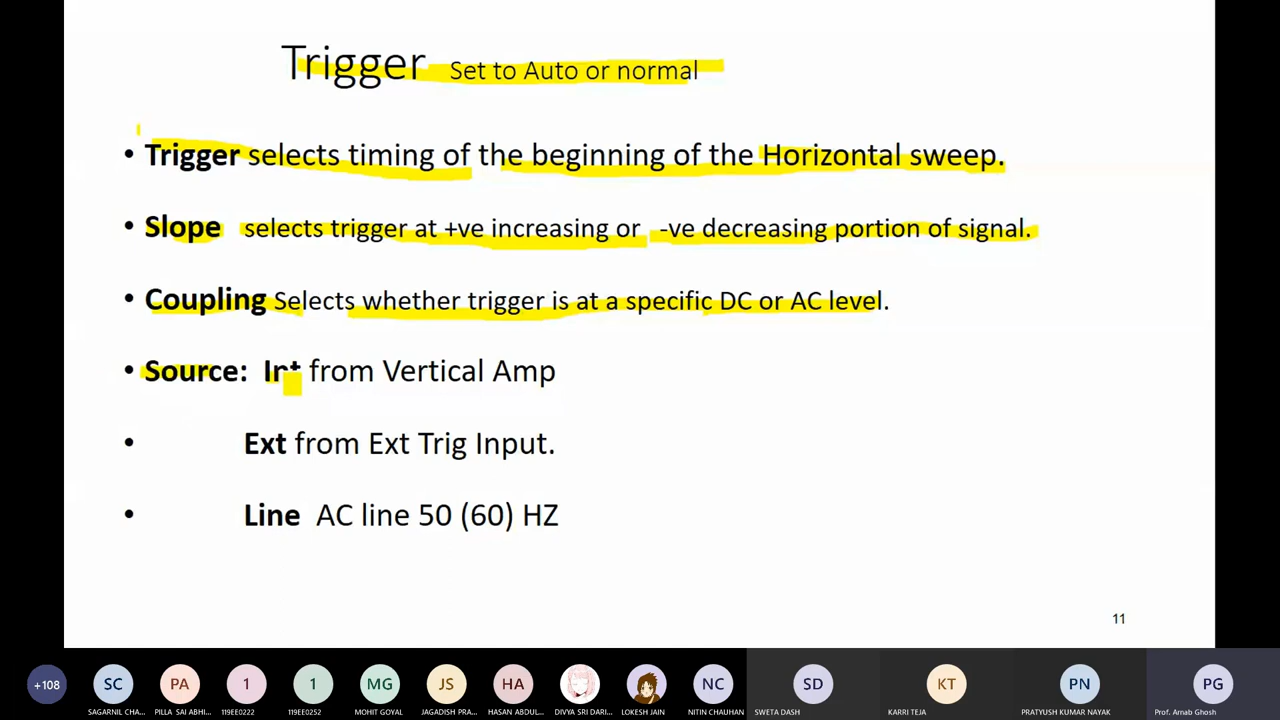 Trigger Set to Auto or normal
• Trigger selects timing of the beginning of the Horizontal sweep.
• Slope selects trigger at +ve increasing or -ve decreasing portion of signal.
• Coupling Selects whether trigger is at a specific DC or AC level.
• Source: Int from Vertical Amp
• Ext from Ext Trig Input.
• Line AC line 50 (60) HZ
11
+108 SC PA 1 1 MG JS HA NC SD KT PN PG
SAGARNIL CHA... PILLA SAI ABHI... 119EE0222 119EE0252 MOHIT GOYAL JAGADISH PRA... HASAN ABDUL... DIVYA SRI DARI... LOKESH JAIN NITIN CHAUHAN SWETA DASH KARRI TEJA PRATYUSH KUMAR NAYAK Prof. Arnab Ghosh